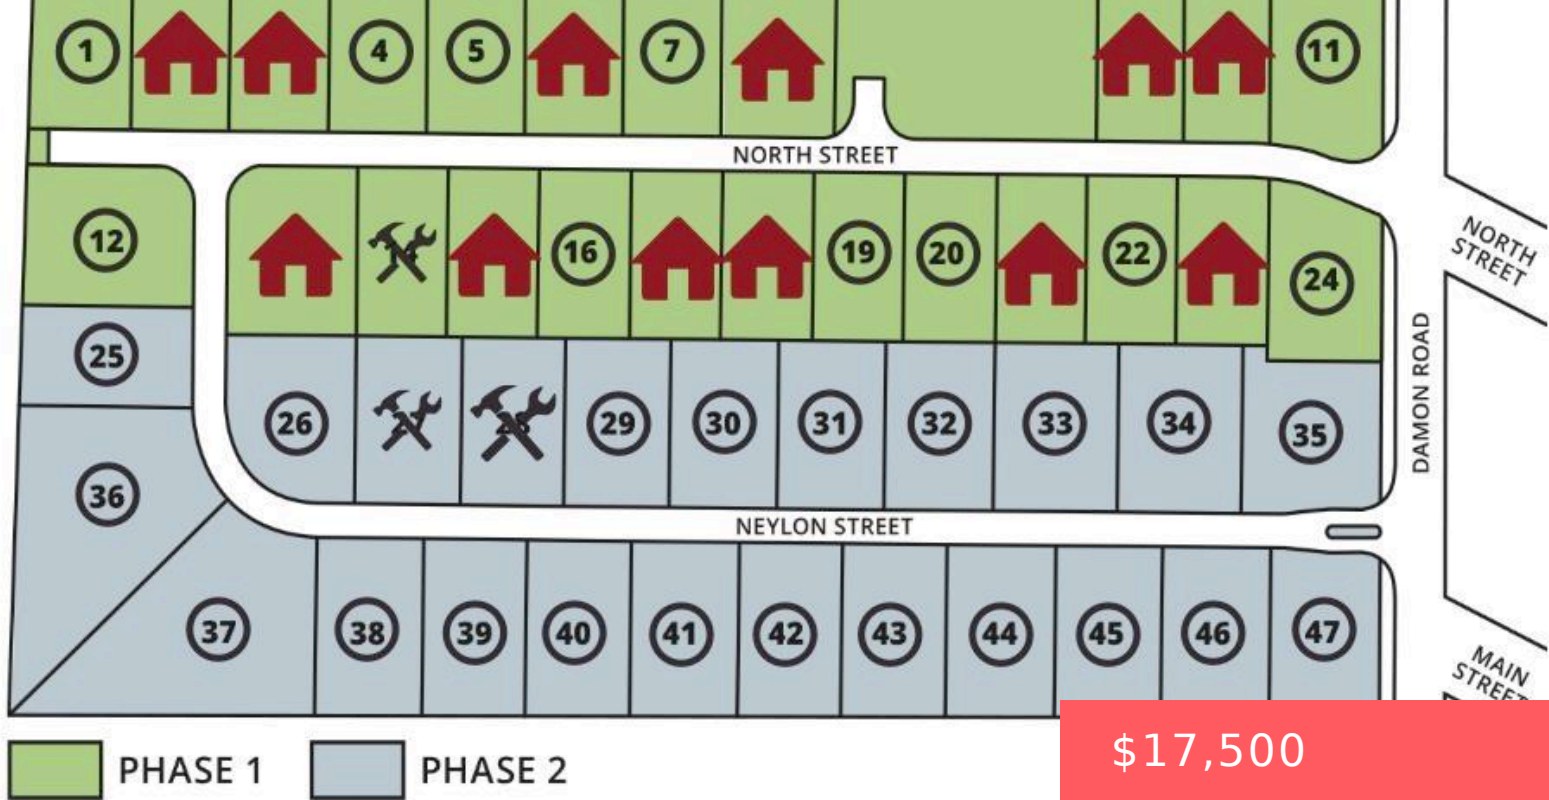 1 4 5 7 11
NORTH STREET
12 16 19 20 22 24
NORTH
STREET
25
DAMON ROAD
26 29 30 31 32 33 34 35
36
NEYLON STREET
37 38 39 40 41 42 43 44 45 46 47
MAIN
STREET
PHASE 1 PHASE 2
$17,500